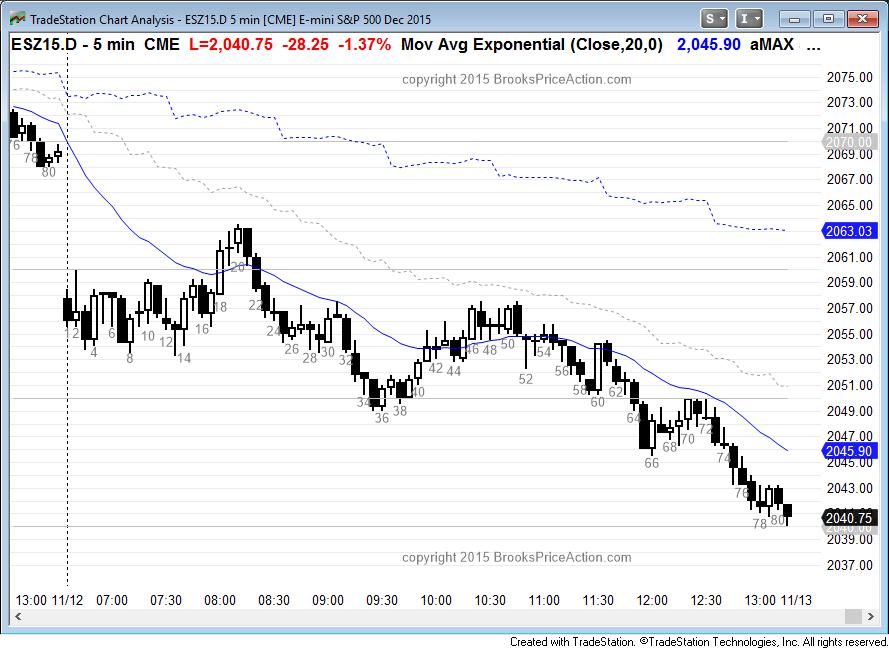 TradeStation Chart Analysis - ESZ15.D 5 min [CME] E-mini S&P 500 Dec 2015
S I
ESZ15.D - 5 min CME L=2,040.75 -28.25 -1.37% Mov Avg Exponential (Close,20,0) 2,045.90 aMAX ...
copyright 2015 BrooksPriceAction.com
2075.00
2073.00
2071.00
2070.00
2069.00
2067.00
2065.00
2063.03
2061.00
2059.00
2057.00
2055.00
2053.00
2051.00
2049.00
2047.00
2045.90
2045.00
2043.00
2040.75
2040.00
2039.00
2037.00
76 78 80
2 4 6 8 10 12 14 16 18 20 22 24 26 28 30 32 34 36 38 40 42 44 46 48 50 52 54 56 58 60 62 64 66 68 70 72 74 76 78 80
copyright 2015 BrooksPriceAction.com
13:00 11/12 07:00 07:30 08:00 08:30 09:00 09:30 10:00 10:30 11:00 11:30 12:00 12:30 13:00 11/13
Created with TradeStation. ©TradeStation Technologies, Inc. All rights reserved.